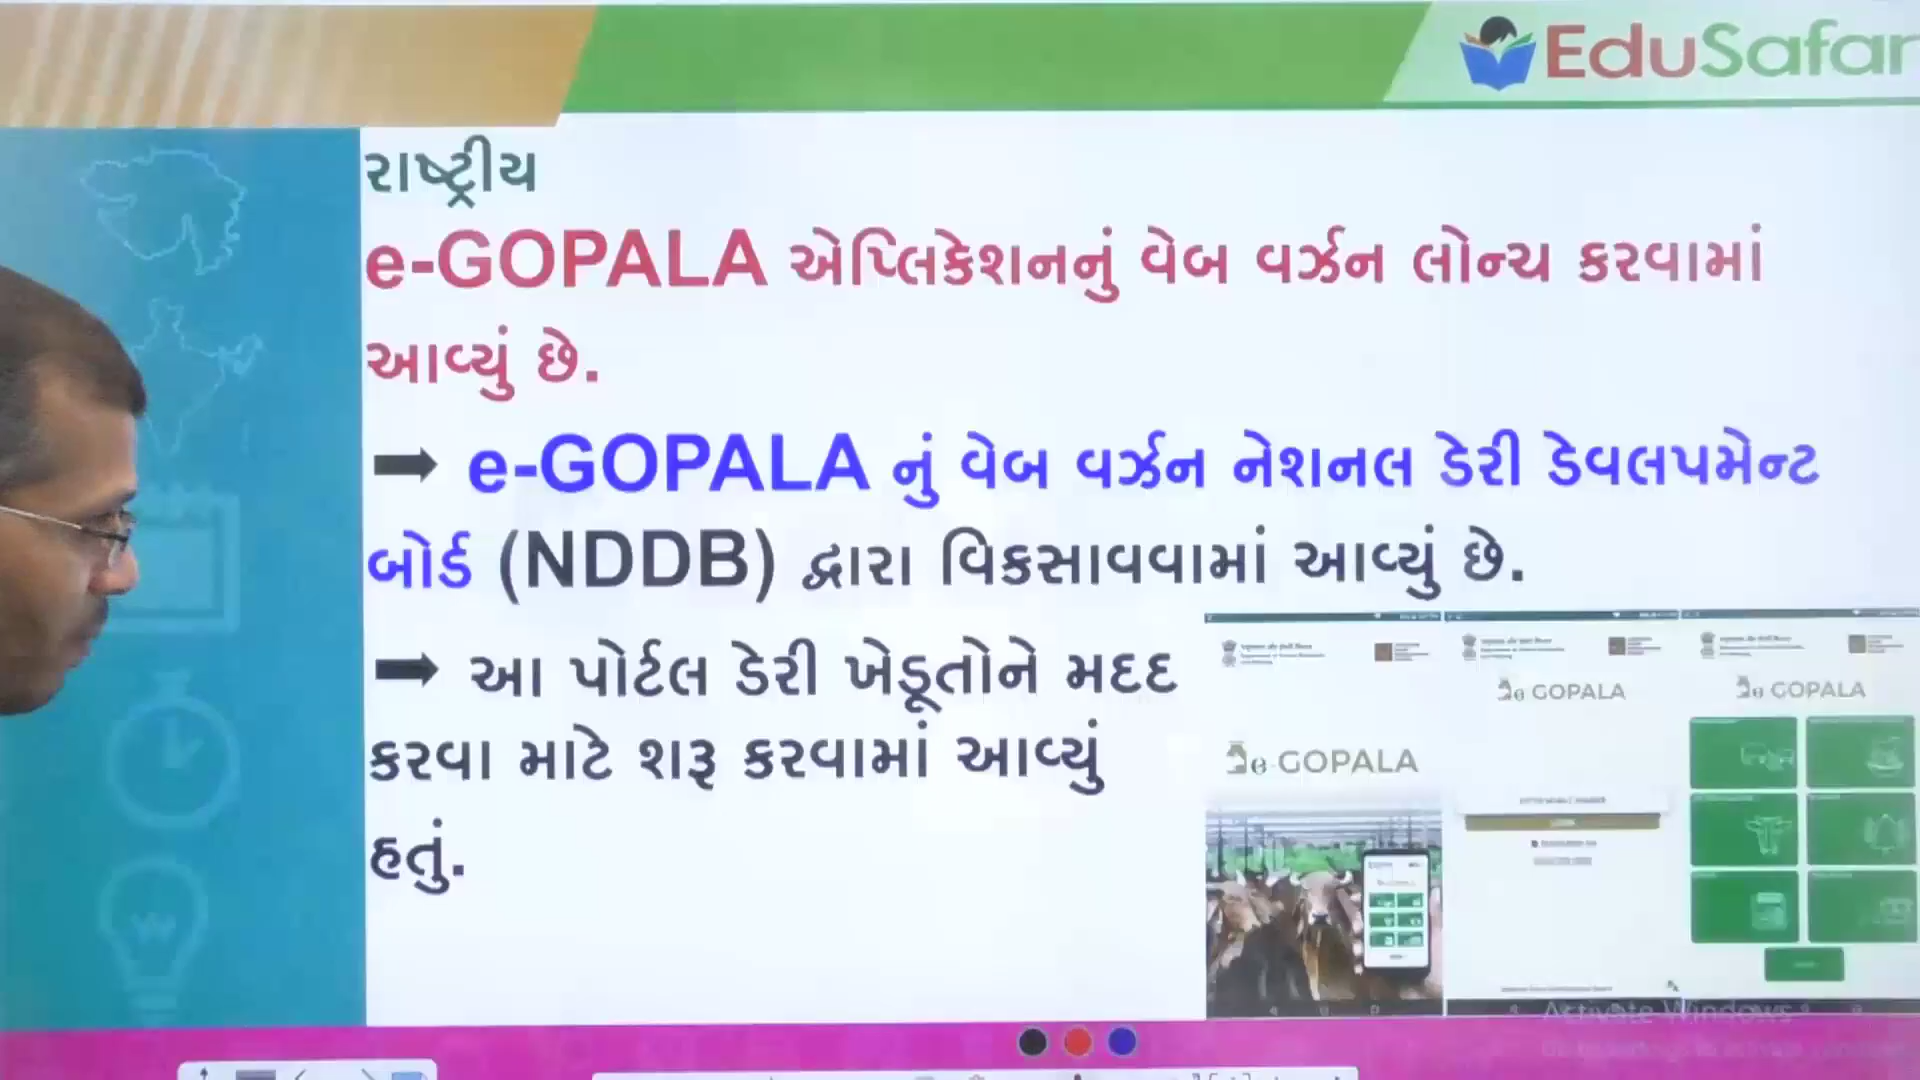 EduSafar
રાષ્ટ્રીય
e-GOPALA એપ્લિકેશનનું વેબ વર્ઝન લોન્ચ કરવામાં
આવ્યું છે.
➡ e-GOPALA નું વેબ વર્ઝન નેશનલ ડેરી ડેવલપમેન્ટ
બોર્ડ (NDDB) દ્વારા વિકસાવવામાં આવ્યું છે.
➡ આ પોર્ટલ ડેરી ખેડૂતોને મદદ
કરવા માટે શરૂ કરવામાં આવ્યું
હતું.
e GOPALA
e GOPALA
e-GOPALA
Activate Windows